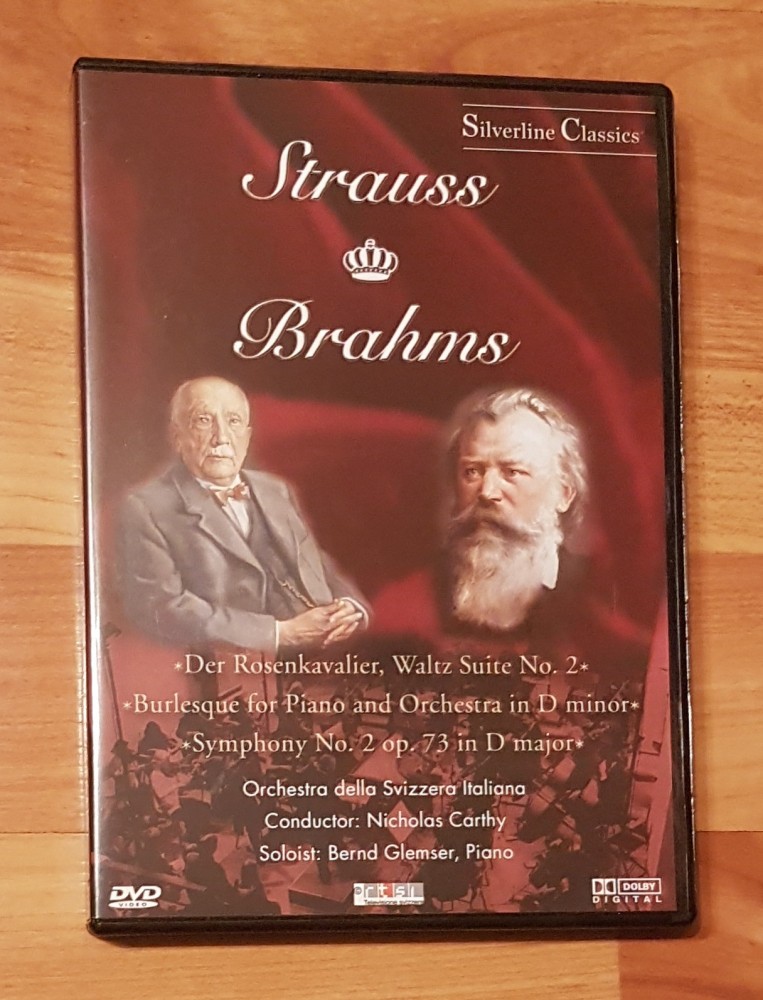 Silverline Classics
Strauss
Brahms
*Der Rosenkavalier, Waltz Suite No. 2*
*Burlesque for Piano and Orchestra in D minor*
*Symphony No. 2 op. 73 in D major*
Orchestra della Svizzera Italiana
Conductor: Nicholas Carthy
Soloist: Bernd Glemser, Piano
DVD
VIDEO
rtsi
DOLBY
DIGITAL